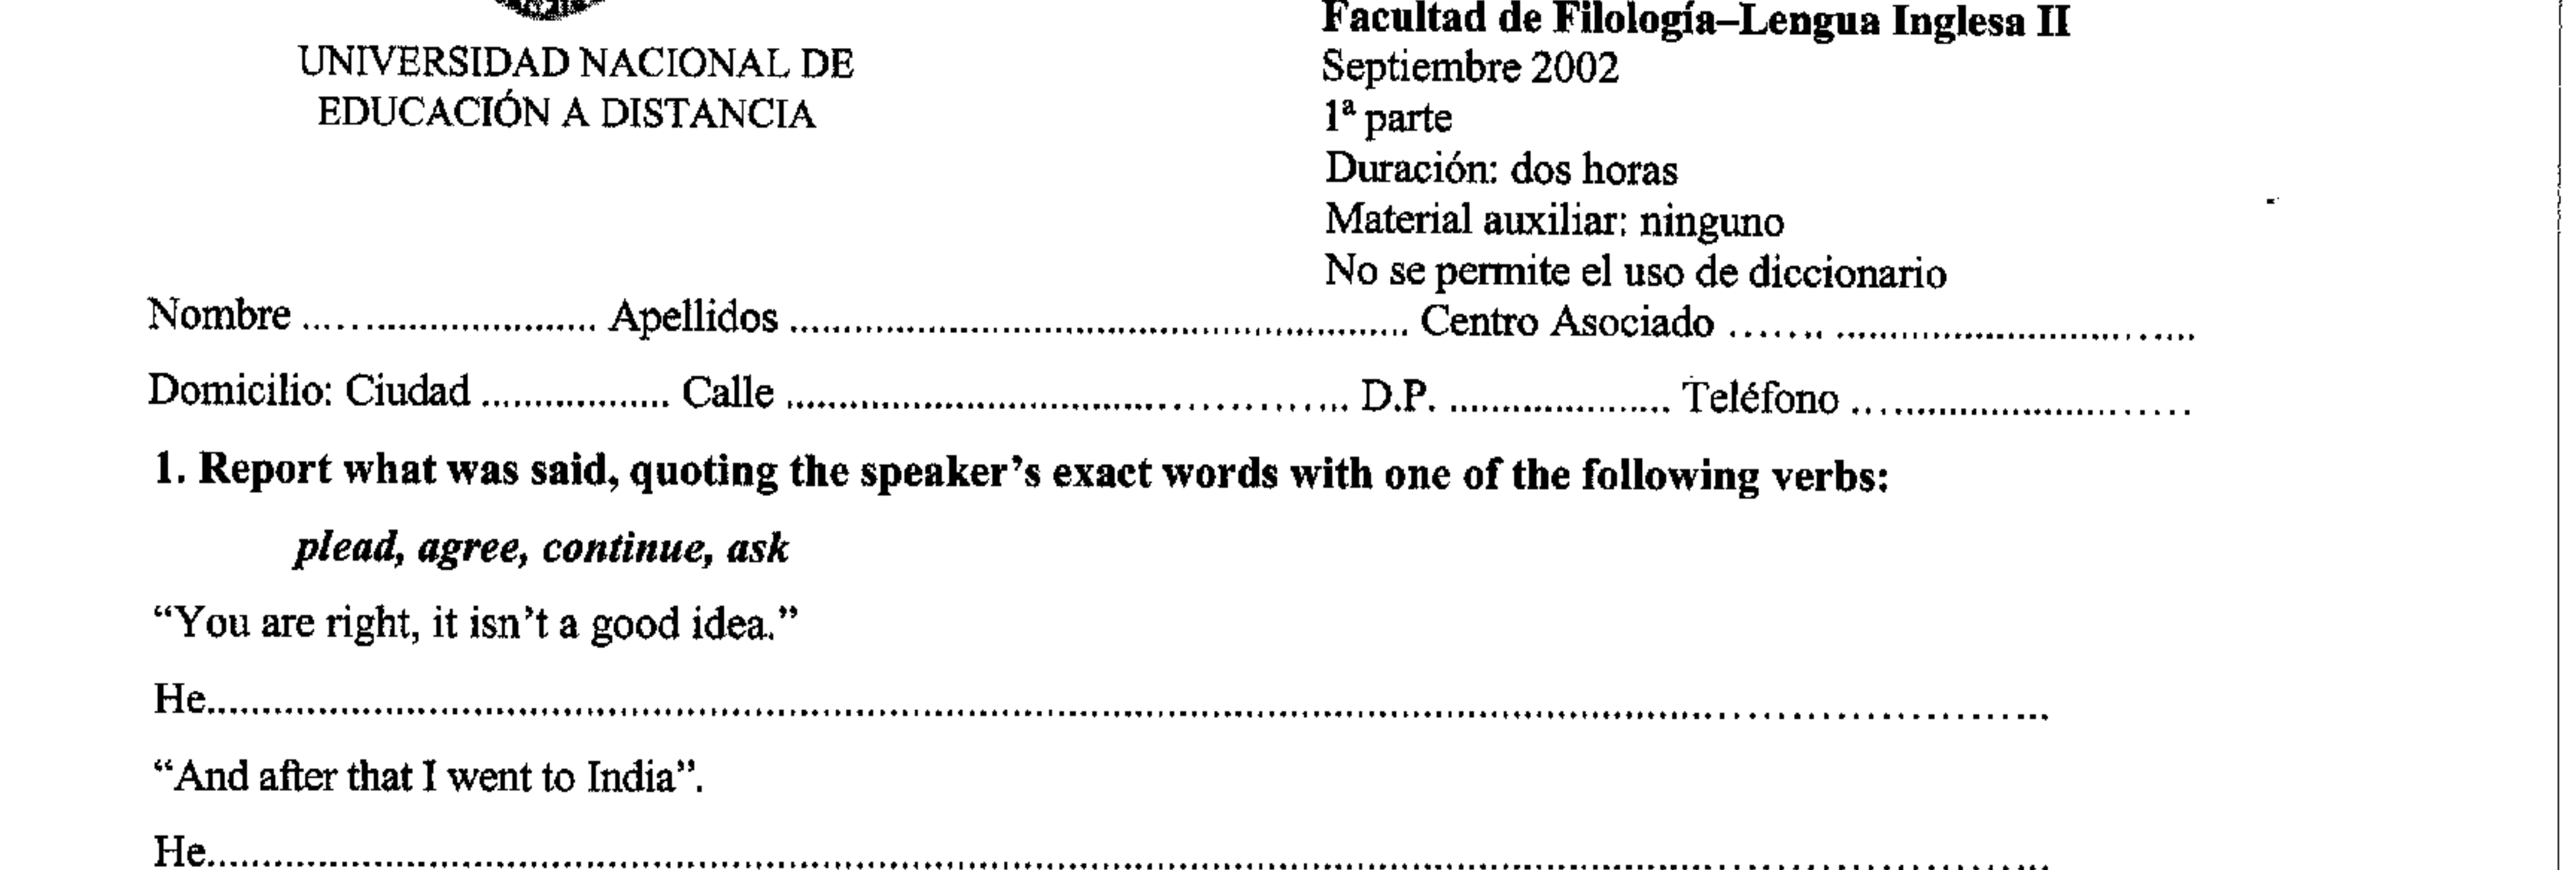 UNIVERSIDAD NACIONAL DE
EDUCACIÓN A DISTANCIA
Facultad de Filología–Lengua Inglesa II
Septiembre 2002
1ª parte
Duración: dos horas
Material auxiliar: ninguno
No se permite el uso de diccionario
Nombre ............................ Apellidos ............................................................ Centro Asociado ............................................
Domicilio: Ciudad .................. Calle ...................................................... D.P. ..................... Teléfono ................................
1. Report what was said, quoting the speaker's exact words with one of the following verbs:
plead, agree, continue, ask
“You are right, it isn't a good idea.”
He....................................................................................................................................................
“And after that I went to India”.
He....................................................................................................................................................